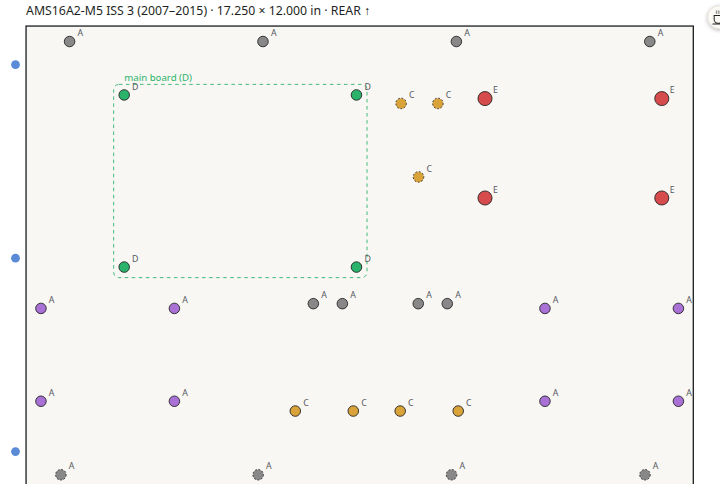 AMS16A2-M5 ISS 3 (2007–2015) · 17.250 × 12.000 in · REAR ↑
A A A A
main board (D)
D D C C E E
C E E
D D
A A A A A A A A
A A C C C C A A
A A A A